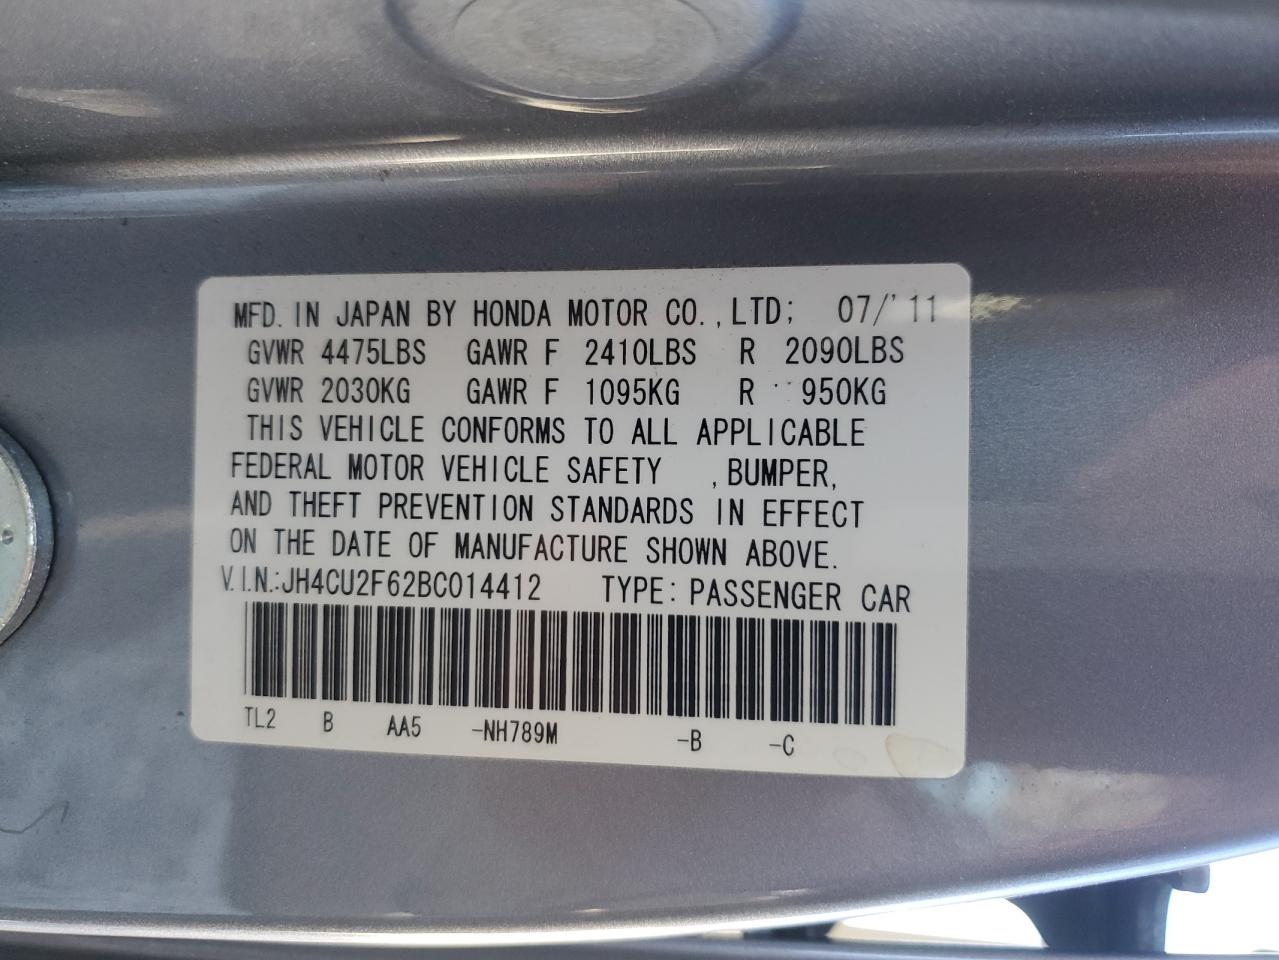 MFD. IN JAPAN BY HONDA MOTOR CO., LTD; 07/'11
GVWR 4475LBS GAWR F 2410LBS R 2090LBS
GVWR 2030KG GAWR F 1095KG R 950KG
THIS VEHICLE CONFORMS TO ALL APPLICABLE
FEDERAL MOTOR VEHICLE SAFETY , BUMPER,
AND THEFT PREVENTION STANDARDS IN EFFECT
ON THE DATE OF MANUFACTURE SHOWN ABOVE.
V.I.N.:JH4CU2F62BC014412 TYPE: PASSENGER CAR
TL2 B AA5 -NH789M -B -C